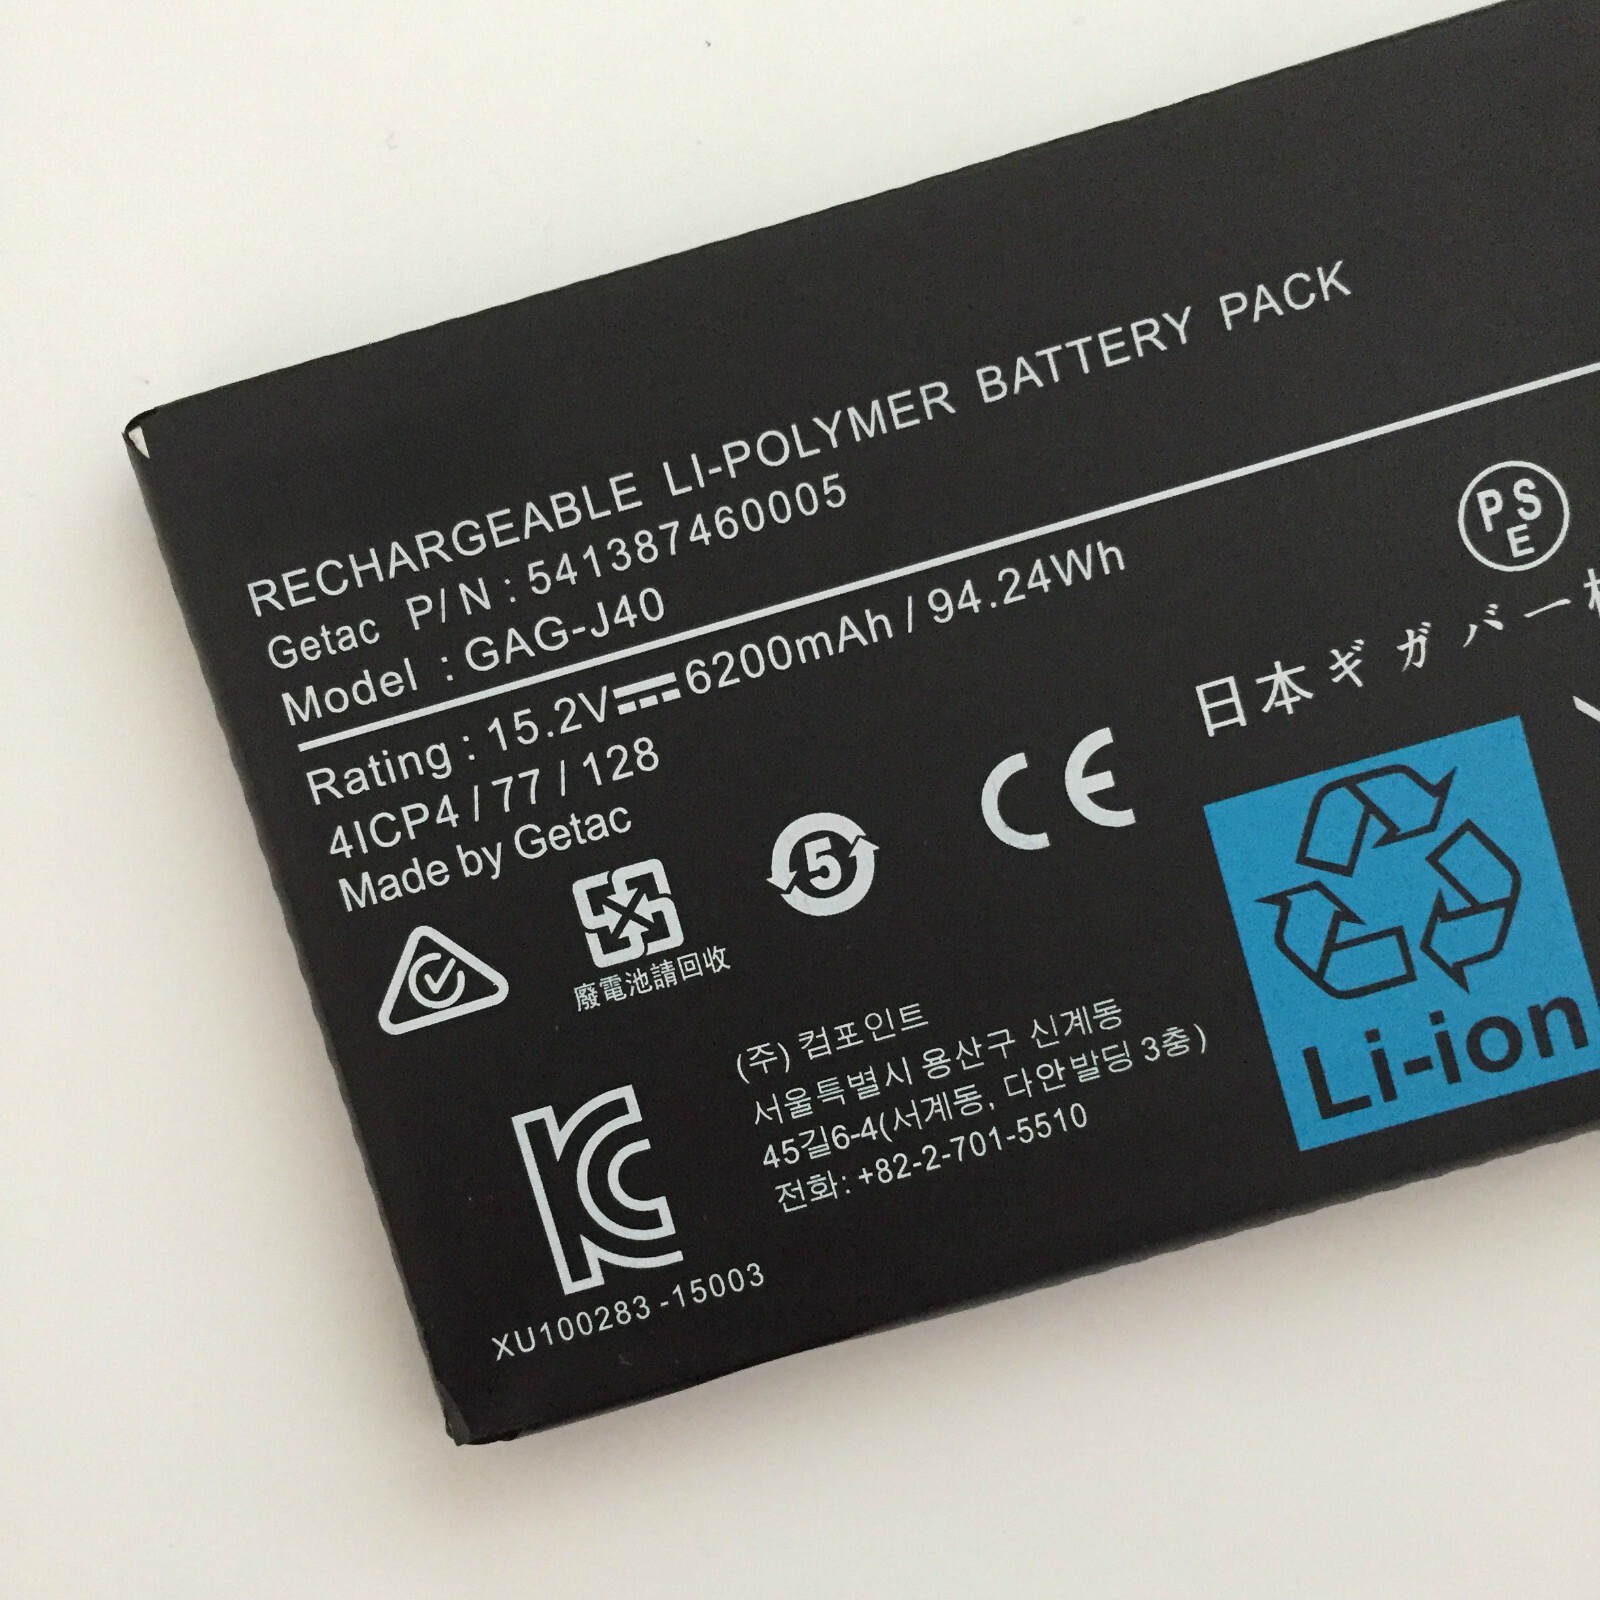 RECHARGEABLE LI-POLYMER BATTERY PACK
Getac P/N : 541387460005
Model : GAG-J40
Rating : 15.2V⎓6200mAh / 94.24Wh
4ICP4 / 77 / 128
Made by Getac
PSE
日本ギガバー
5
CE
廢電池請回收
Li-ion
(주) 컴포인트
서울특별시 용산구 신계동
45길6-4(서계동, 다안발딩 3층)
전화: +82-2-701-5510
KC
XU100283-15003